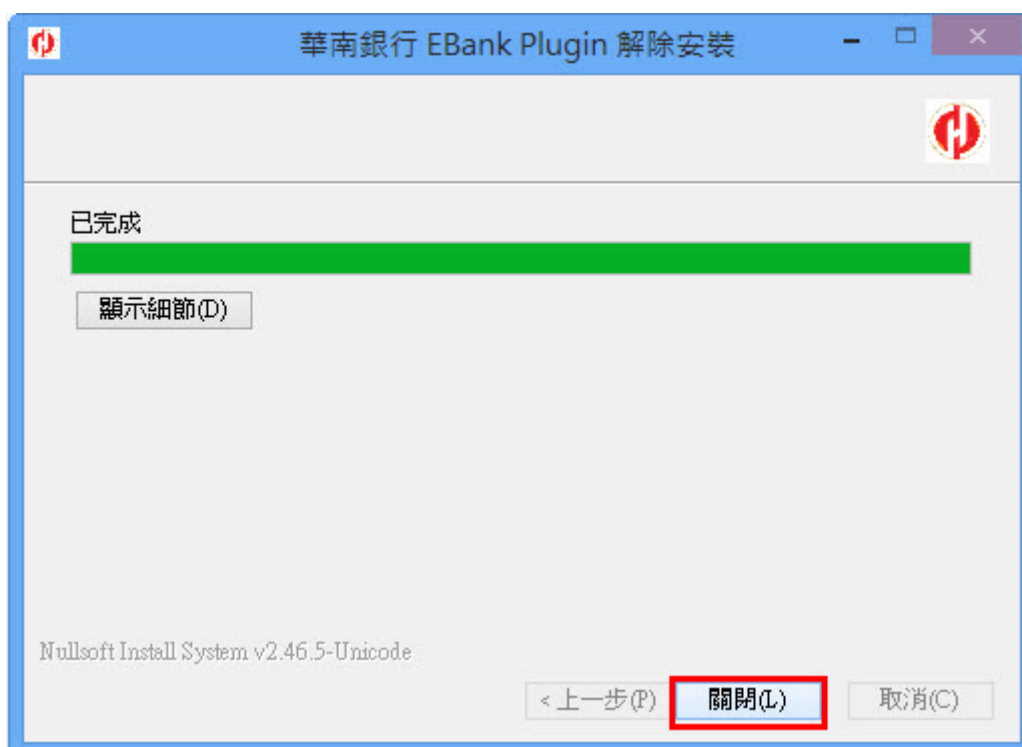 華南銀行 EBank Plugin 解除安裝
已完成
顯示細節(D)
Nullsoft Install System v2.46.5-Unicode
< 上一步(P) 關閉(L) 取消(C)